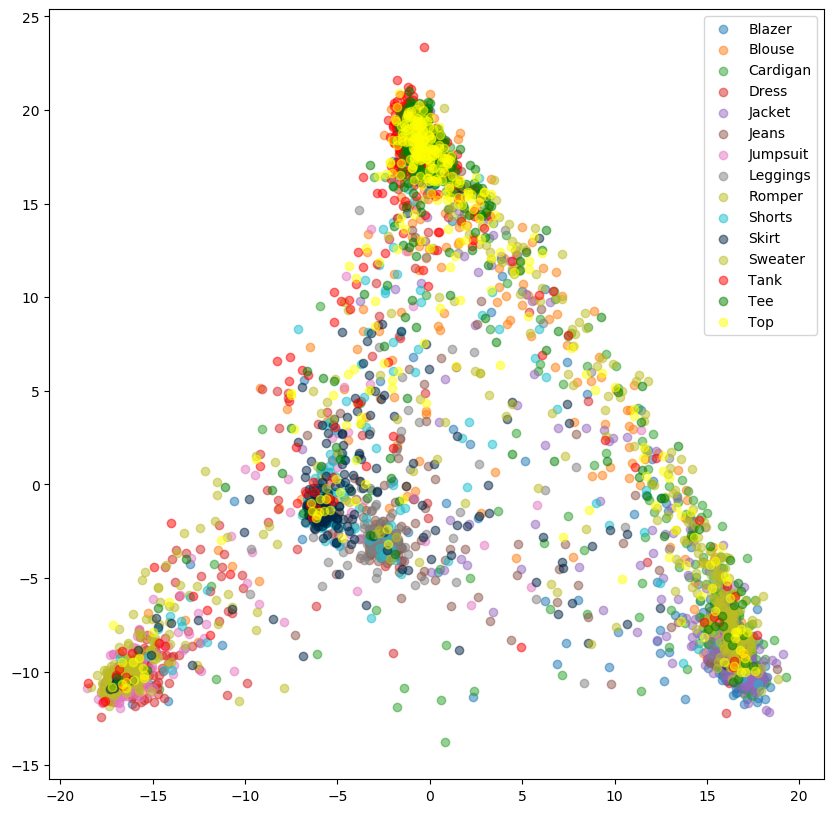 25
20
15
10
5
0
−5
−10
−15
−20
−15
−10
−5
0
5
10
15
20
Blazer
Blouse
Cardigan
Dress
Jacket
Jeans
Jumpsuit
Leggings
Romper
Shorts
Skirt
Sweater
Tank
Tee
Top